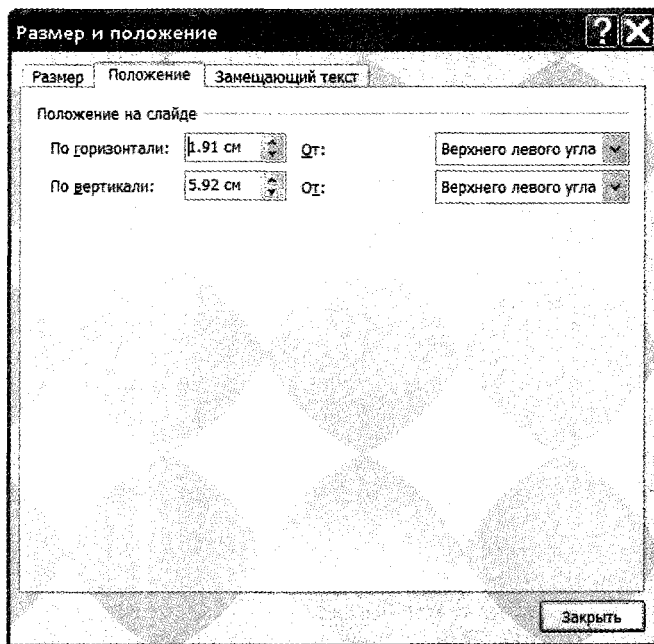 Размер и положение
Размер Положение Замещающий текст
Положение на слайде
По горизонтали: 1.91 см От: Верхнего левого угла
По вертикали: 5.92 см От: Верхнего левого угла
Закрыть